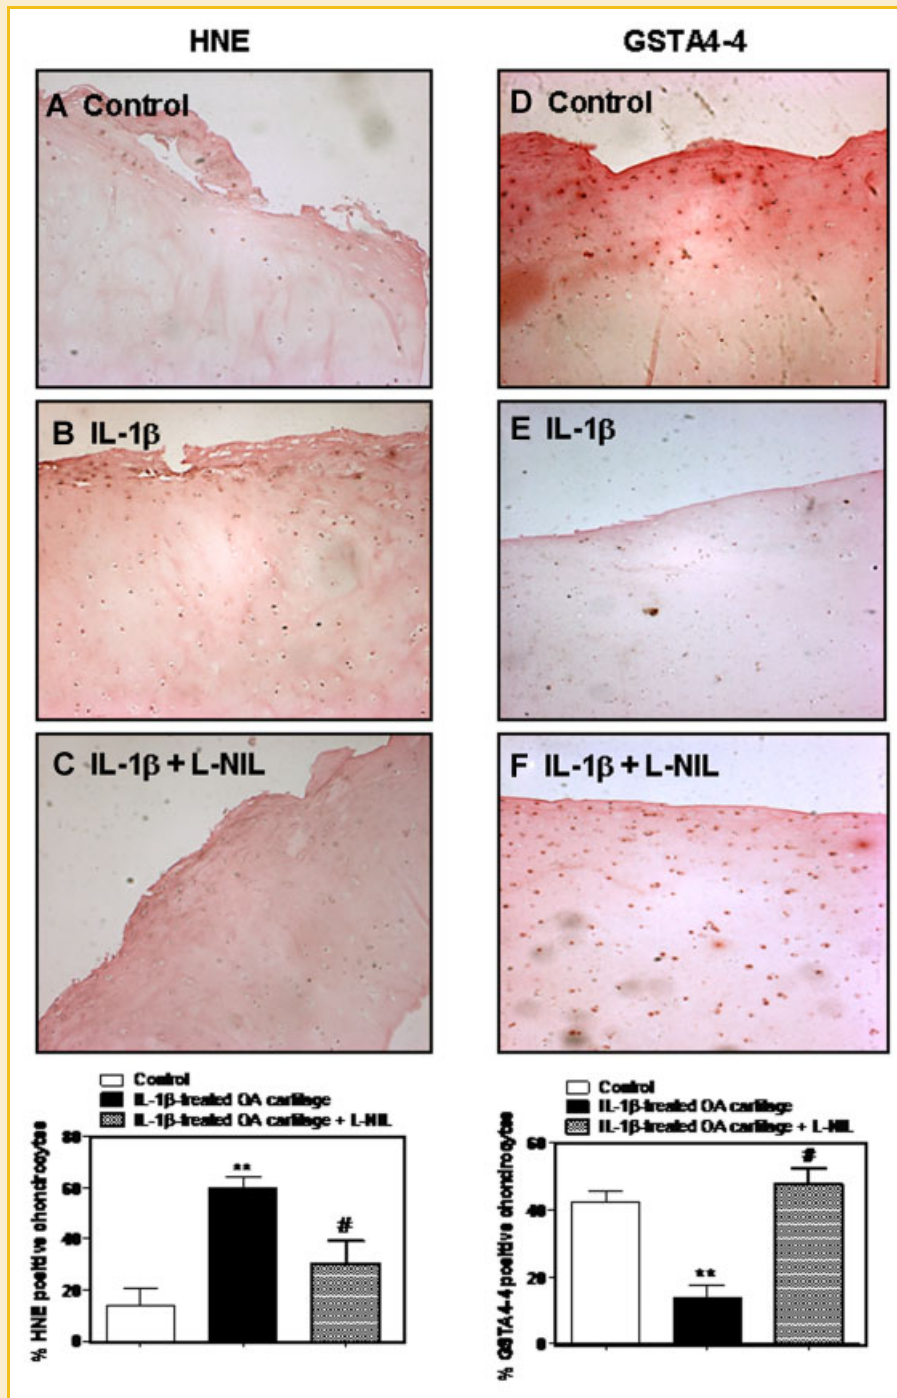 HNE
A Control
B IL-1β
C IL-1β + L-NIL
Control
IL-1β-treated OA cartilage
IL-1β-treated OA cartilage + L-NIL
% HNE positive chondrocytes
80
60
40
20
0
**
#
GSTA4-4
D Control
E IL-1β
F IL-1β + L-NIL
Control
IL-1β-treated OA cartilage
IL-1β-treated OA cartilage + L-NIL
% GSTA4-4 positive chondrocytes
60
40
20
0
**
#